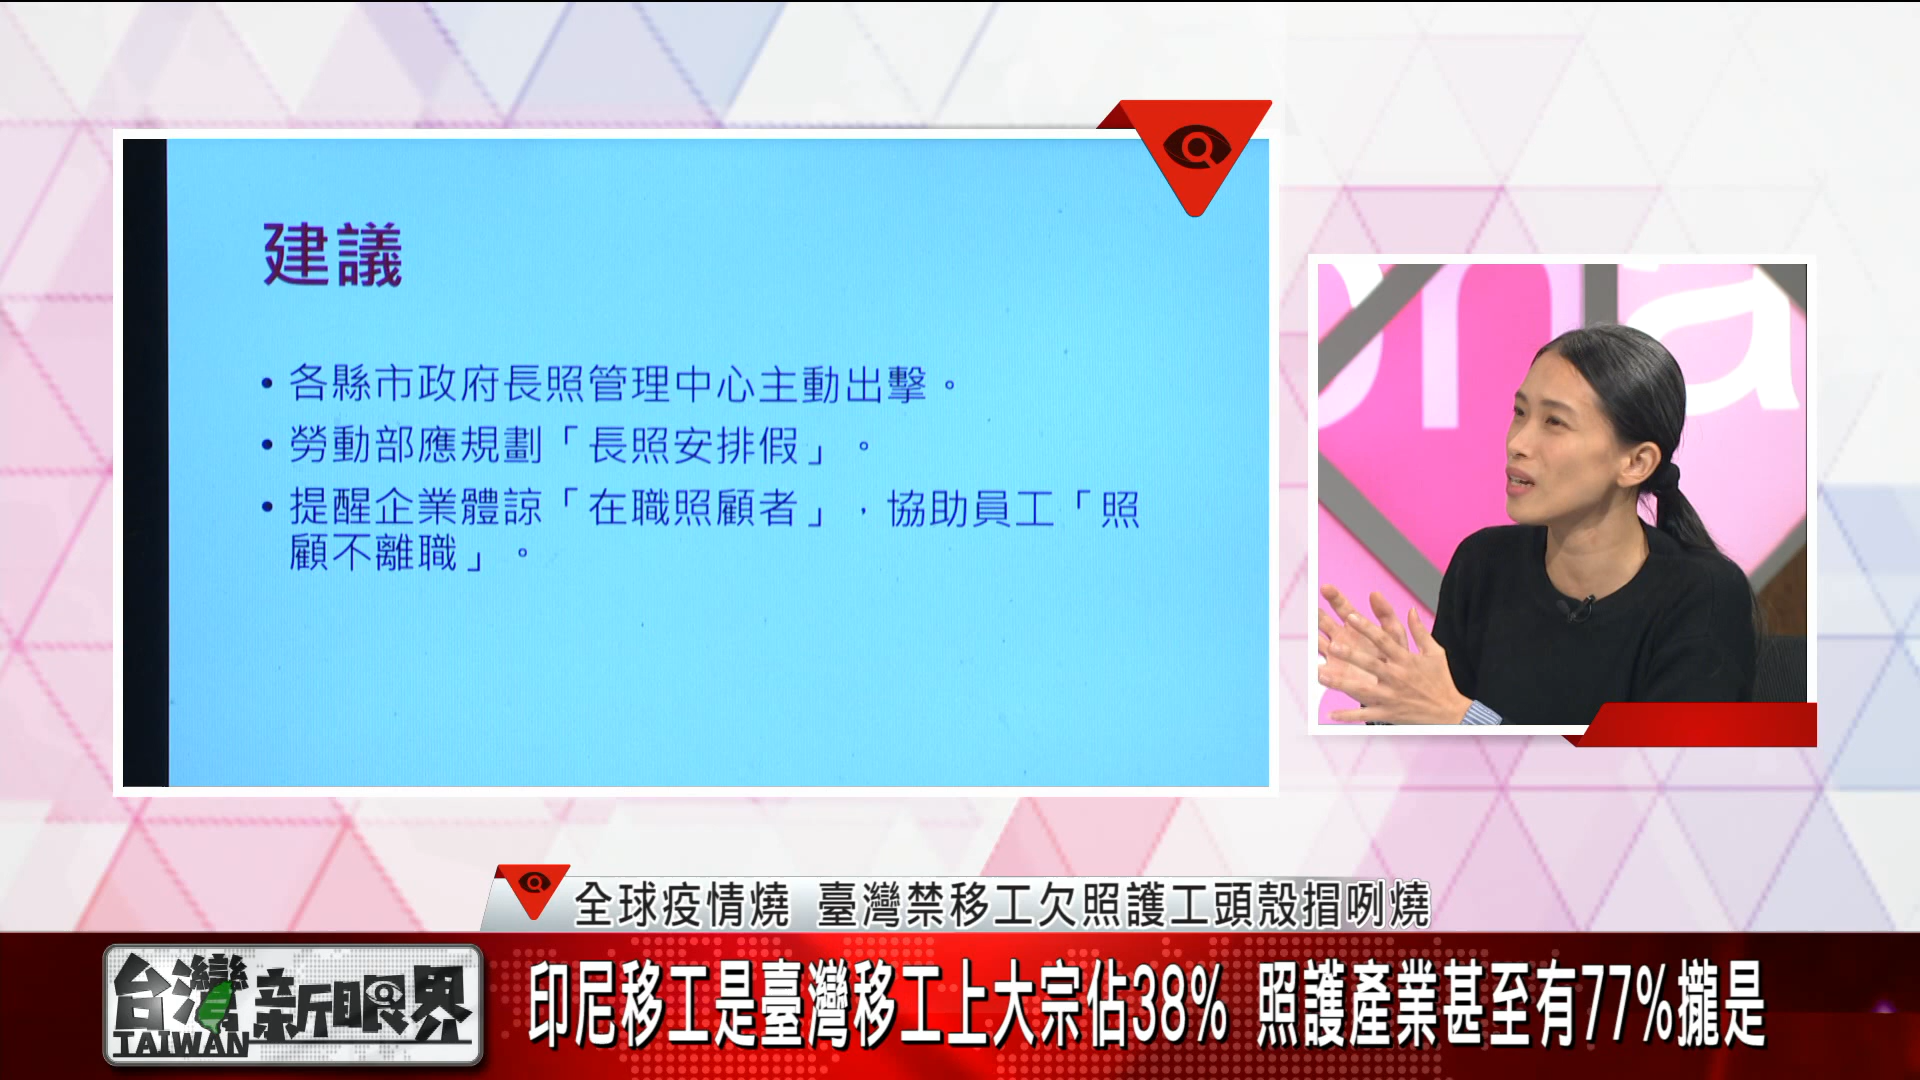 建議
• 各縣市政府長照管理中心主動出擊。
• 勞動部應規劃「長照安排假」。
• 提醒企業體諒「在職照顧者」，協助員工「照
顧不離職」。
na
全球疫情燒 臺灣禁移工欠照護工頭殼揖咧燒
台灣新眼界
TAIWAN
印尼移工是臺灣移工上大宗佔38% 照護產業甚至有77%攏是